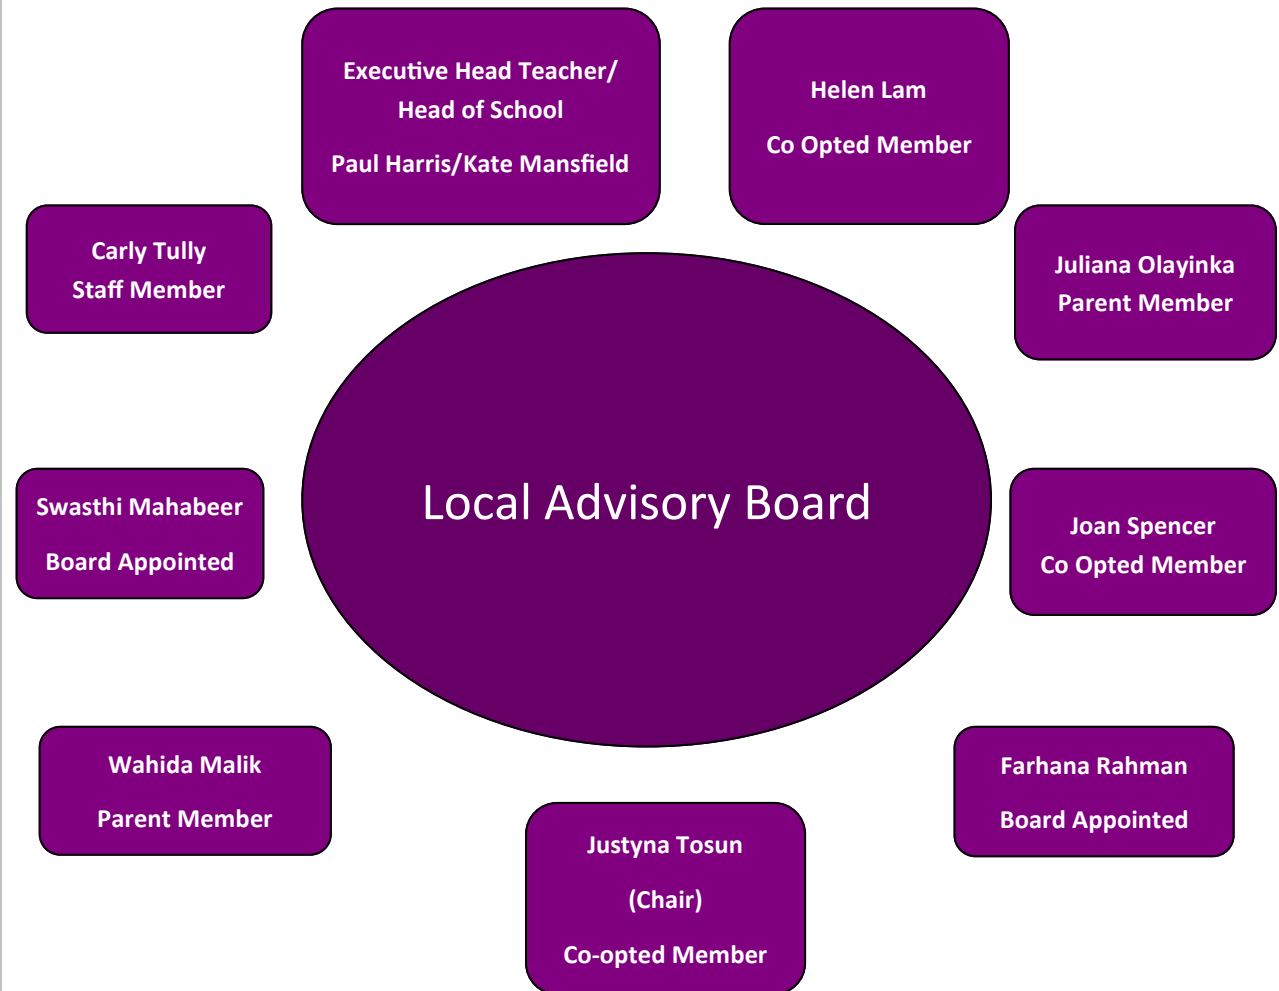 Executive Head Teacher/
Head of School
Paul Harris/Kate Mansfield
Helen Lam
Co Opted Member
Carly Tully
Staff Member
Juliana Olayinka
Parent Member
Local Advisory Board
Swasthi Mahabeer
Board Appointed
Joan Spencer
Co Opted Member
Wahida Malik
Parent Member
Farhana Rahman
Board Appointed
Justyna Tosun
(Chair)
Co-opted Member